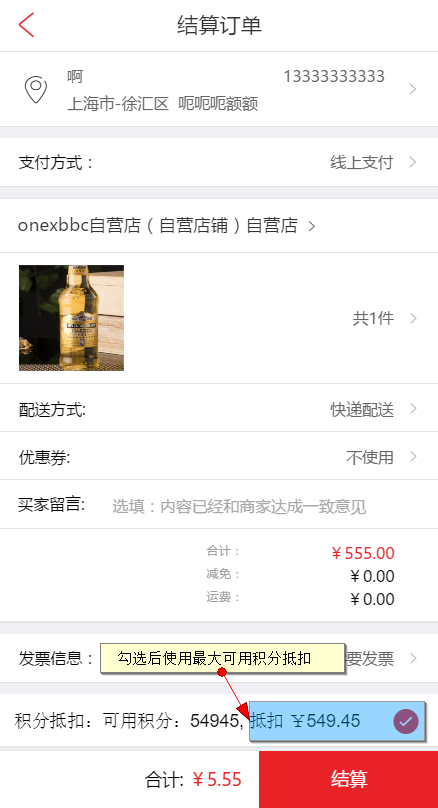 结算订单
啊 13333333333
上海市-徐汇区 呃呃呃额额
支付方式： 线上支付
onexbbc自营店（自营店铺）自营店
共1件
配送方式: 快递配送
优惠券: 不使用
买家留言: 选填：内容已经和商家达成一致意见
合计： ￥555.00
减免： ￥0.00
运费： ￥0.00
发票信息： 要发票
勾选后使用最大可用积分抵扣
积分抵扣：可用积分：54945, 抵扣 ￥549.45
合计: ￥5.55 结算